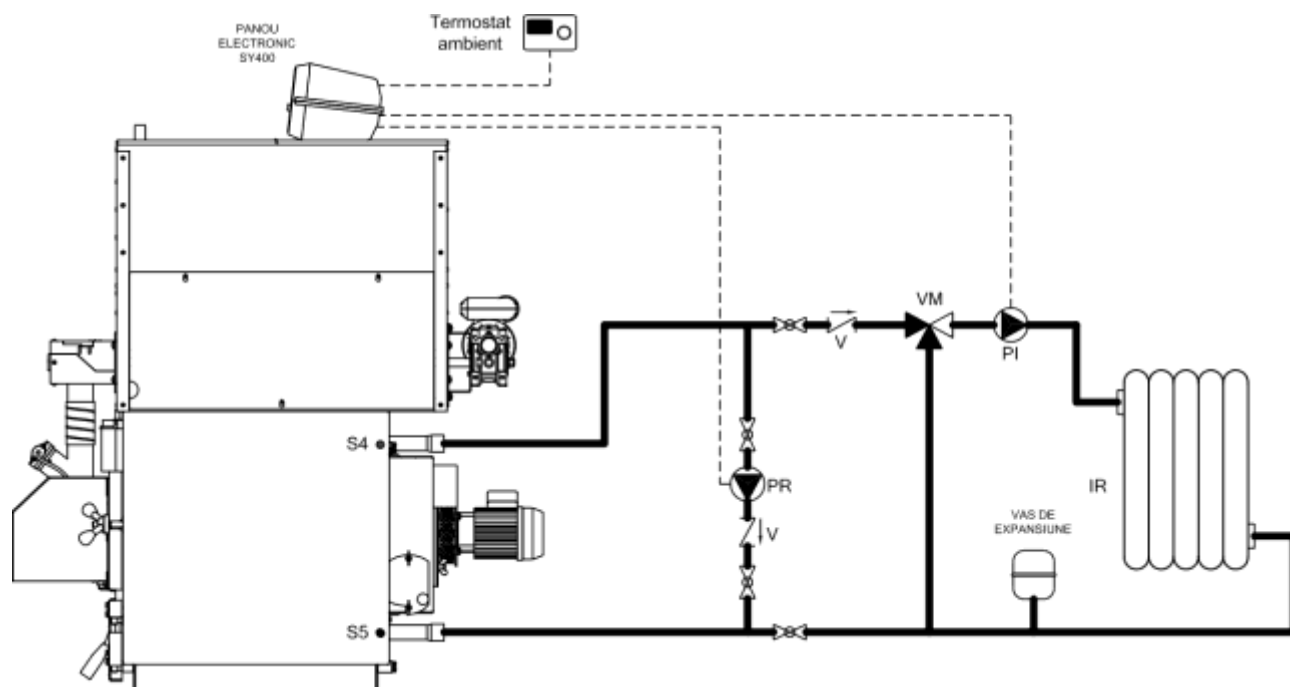 PANOU
ELECTRONIC
SY400
Termostat
ambient
VM
V
PI
S4
PR
IR
V
VAS DE
EXPANSIUNE
S5